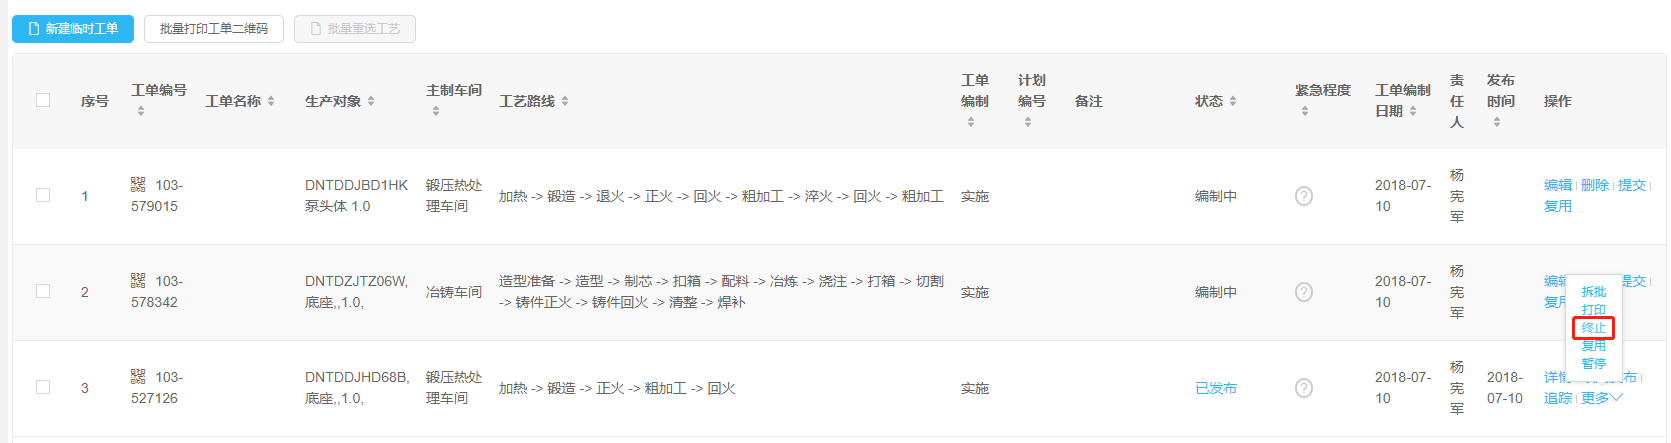 新建临时工单 批量打印工单二维码 批量重选工艺
序号 工单编号 工单名称 生产对象 主制车间 工艺路线 工单编制 计划编号 备注 状态 紧急程度 工单编制日期 责任人 发布时间 操作
1 103-579015 DNTDDJBD1HK 泵头体 1.0 锻压热处理车间 加热 -> 锻造 -> 退火 -> 正火 -> 回火 -> 粗加工 -> 淬火 -> 回火 -> 粗加工 实施 编制中 ? 2018-07-10 杨宪军 编辑 删除 提交 复用
2 103-578342 DNTDZJTZ06W,底座,,1.0, 冶铸车间 造型准备 -> 造型 -> 制芯 -> 扣箱 -> 配料 -> 冶炼 -> 浇注 -> 打箱 -> 切割 -> 铸件正火 -> 铸件回火 -> 清整 -> 焊补 实施 编制中 ? 2018-07-10 杨宪军 编辑 提交 复用
拆批
打印
终止
复用
暂停
3 103-527126 DNTDDJHD68B,底座,,1.0, 锻压热处理车间 加热 -> 锻造 -> 正火 -> 粗加工 -> 回火 实施 已发布 ? 2018-07-10 杨宪军 2018-07-10 详情 布 追踪 更多